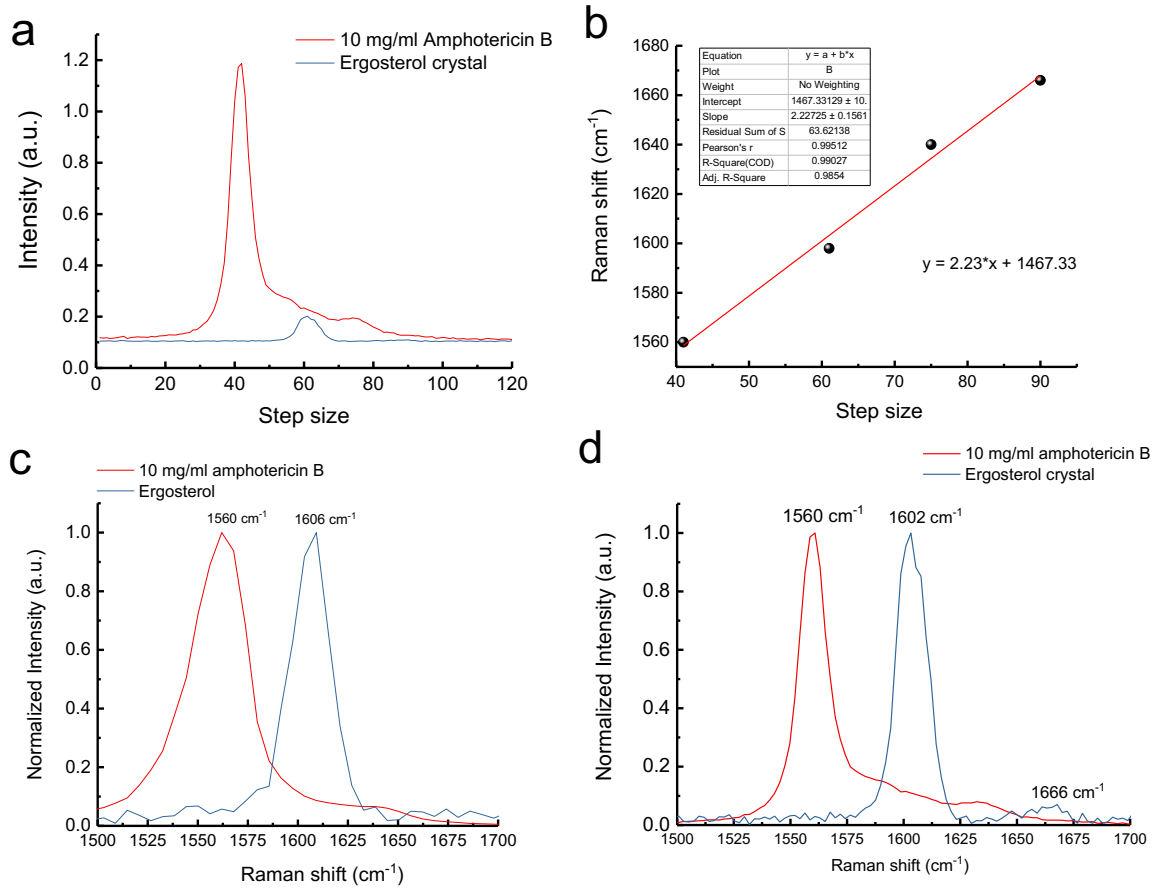 a
10 mg/ml Amphotericin B
Ergosterol crystal
Intensity (a.u.)
1.2
1.0
0.8
0.6
0.4
0.2
0.0
0 20 40 60 80 100 120
Step size
b
Raman shift (cm-1)
1680
1660
1640
1620
1600
1580
1560
Equation y = a + b*x
Plot B
Weight No Weighting
Intercept 1467.33129 ± 10.
Slope 2.22725 ± 0.1561
Residual Sum of S 63.62138
Pearson's r 0.99512
R-Square(COD) 0.99027
Adj. R-Square 0.9854
y = 2.23*x + 1467.33
40 50 60 70 80 90
Step size
c
10 mg/ml amphotericin B
Ergosterol
1560 cm-1 1606 cm-1
Normalized Intensity (a.u.)
1.0
0.8
0.6
0.4
0.2
0.0
1500 1525 1550 1575 1600 1625 1650 1675 1700
Raman shift (cm-1)
d
10 mg/ml amphotericin B
Ergosterol crystal
1560 cm-1 1602 cm-1
1666 cm-1
Normalized Intensity (a.u.)
1.0
0.8
0.6
0.4
0.2
0.0
1500 1525 1550 1575 1600 1625 1650 1675 1700
Raman shift (cm-1)